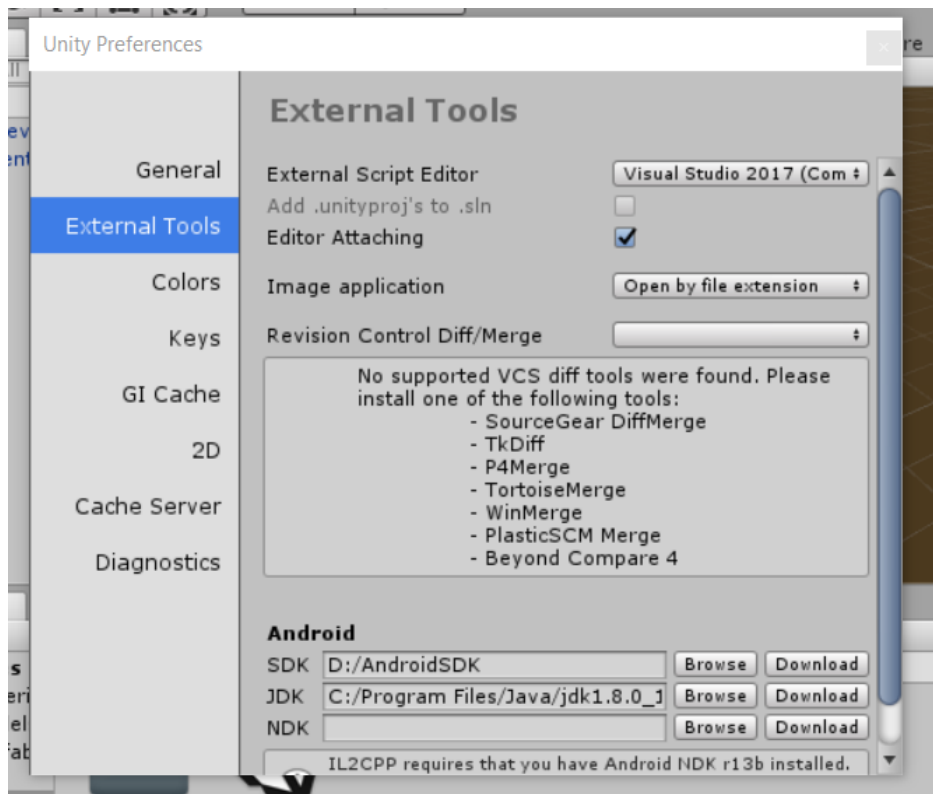 Unity Preferences
External Tools
General
External Tools
Colors
Keys
GI Cache
2D
Cache Server
Diagnostics
External Script Editor
Visual Studio 2017 (Com
Add .unityproj's to .sln
Editor Attaching
Image application
Open by file extension
Revision Control Diff/Merge
No supported VCS diff tools were found. Please
install one of the following tools:
- SourceGear DiffMerge
- TkDiff
- P4Merge
- TortoiseMerge
- WinMerge
- PlasticSCM Merge
- Beyond Compare 4
Android
SDK D:/AndroidSDK Browse Download
JDK C:/Program Files/Java/jdk1.8.0_1 Browse Download
NDK Browse Download
IL2CPP requires that you have Android NDK r13b installed.